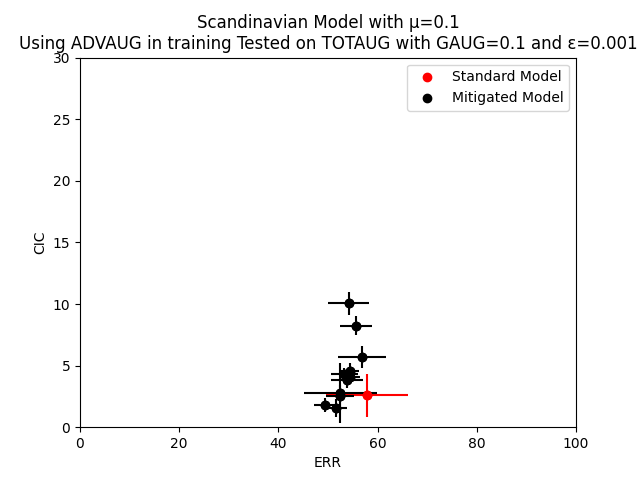 Scandinavian Model with μ=0.1
Using ADVAUG in training Tested on TOTAUG with GAUG=0.1 and ε=0.001
30
25
20
15
10
5
0
CIC
Standard Model
Mitigated Model
0 20 40 60 80 100
ERR